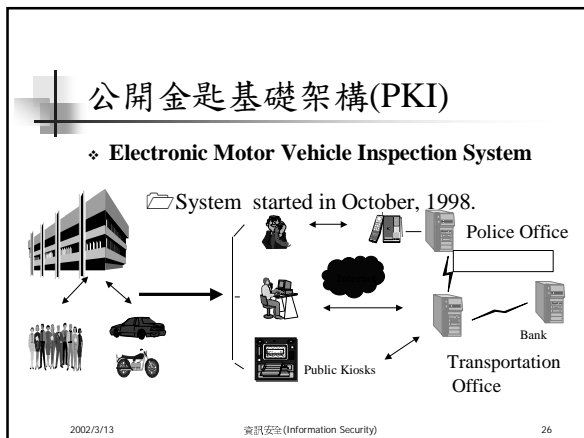 公開金匙基礎架構(PKI)
Electronic Motor Vehicle Inspection System
System started in October, 1998.
Police Office
Bank
Public Kiosks
Transportation
Office
2002/3/13
資訊安全(Information Security)
26